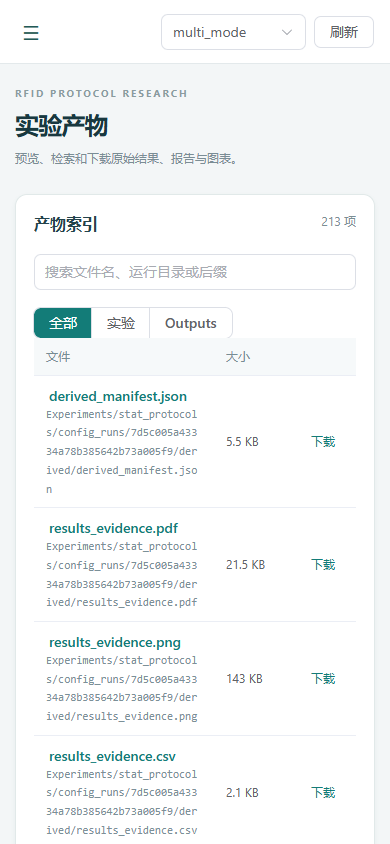 multi_mode
刷新
RFID PROTOCOL RESEARCH
实验产物
预览、检索和下载原始结果、报告与图表。
产物索引
213 项
搜索文件名、运行目录或后缀
全部
实验
Outputs
文件
大小
derived_manifest.json
Experiments/stat_protocol
s/config_runs/7d5c005a433
34a78b385642b73a005f9/der
ived/derived_manifest.jso
n
5.5 KB
下载
results_evidence.pdf
Experiments/stat_protocol
s/config_runs/7d5c005a433
34a78b385642b73a005f9/der
ived/results_evidence.pdf
21.5 KB
下载
results_evidence.png
Experiments/stat_protocol
s/config_runs/7d5c005a433
34a78b385642b73a005f9/der
ived/results_evidence.png
143 KB
下载
results_evidence.csv
Experiments/stat_protocol
s/config_runs/7d5c005a433
34a78b385642b73a005f9/der
ived/results_evidence.csv
2.1 KB
下载